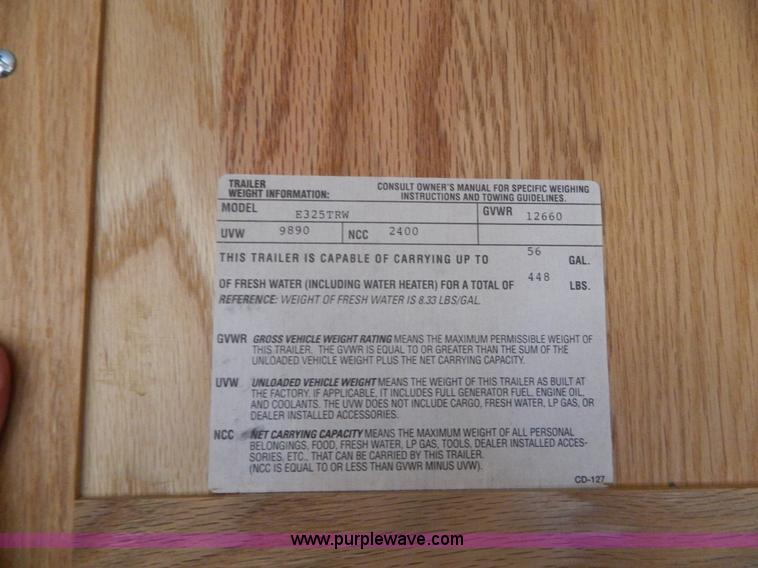 TRAILER
WEIGHT INFORMATION:
CONSULT OWNER'S MANUAL FOR SPECIFIC WEIGHING
INSTRUCTIONS AND TOWING GUIDELINES.
MODEL E325TRW GVWR 12660
UVW 9890 NCC 2400
THIS TRAILER IS CAPABLE OF CARRYING UP TO 56 GAL.
OF FRESH WATER (INCLUDING WATER HEATER) FOR A TOTAL OF 448 LBS.
REFERENCE: WEIGHT OF FRESH WATER IS 8.33 LBS/GAL.
GVWR GROSS VEHICLE WEIGHT RATING MEANS THE MAXIMUM PERMISSIBLE WEIGHT OF
THIS TRAILER. THE GVWR IS EQUAL TO OR GREATER THAN THE SUM OF THE
UNLOADED VEHICLE WEIGHT PLUS THE NET CARRYING CAPACITY.
UVW UNLOADED VEHICLE WEIGHT MEANS THE WEIGHT OF THIS TRAILER AS BUILT AT
THE FACTORY. IF APPLICABLE, IT INCLUDES FULL GENERATOR FUEL, ENGINE OIL,
AND COOLANTS. THE UVW DOES NOT INCLUDE CARGO, FRESH WATER, LP GAS, OR
DEALER INSTALLED ACCESSORIES.
NCC NET CARRYING CAPACITY MEANS THE MAXIMUM WEIGHT OF ALL PERSONAL
BELONGINGS, FOOD, FRESH WATER, LP GAS, TOOLS, DEALER INSTALLED ACCES-
SORIES, ETC., THAT CAN BE CARRIED BY THIS TRAILER.
(NCC IS EQUAL TO OR LESS THAN GVWR MINUS UVW).
CD-127
www.purplewave.com